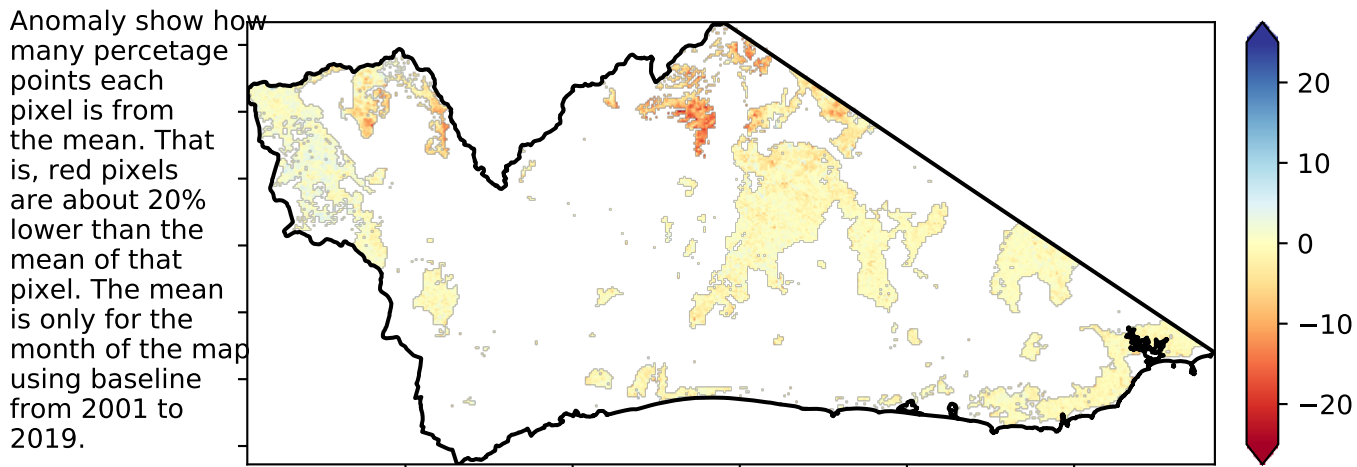 Anomaly show how
many percetage
points each
pixel is from
the mean. That
is, red pixels
are about 20%
lower than the
mean of that
pixel. The mean
is only for the
month of the map
using baseline
from 2001 to
2019.
20
10
0
−10
−20